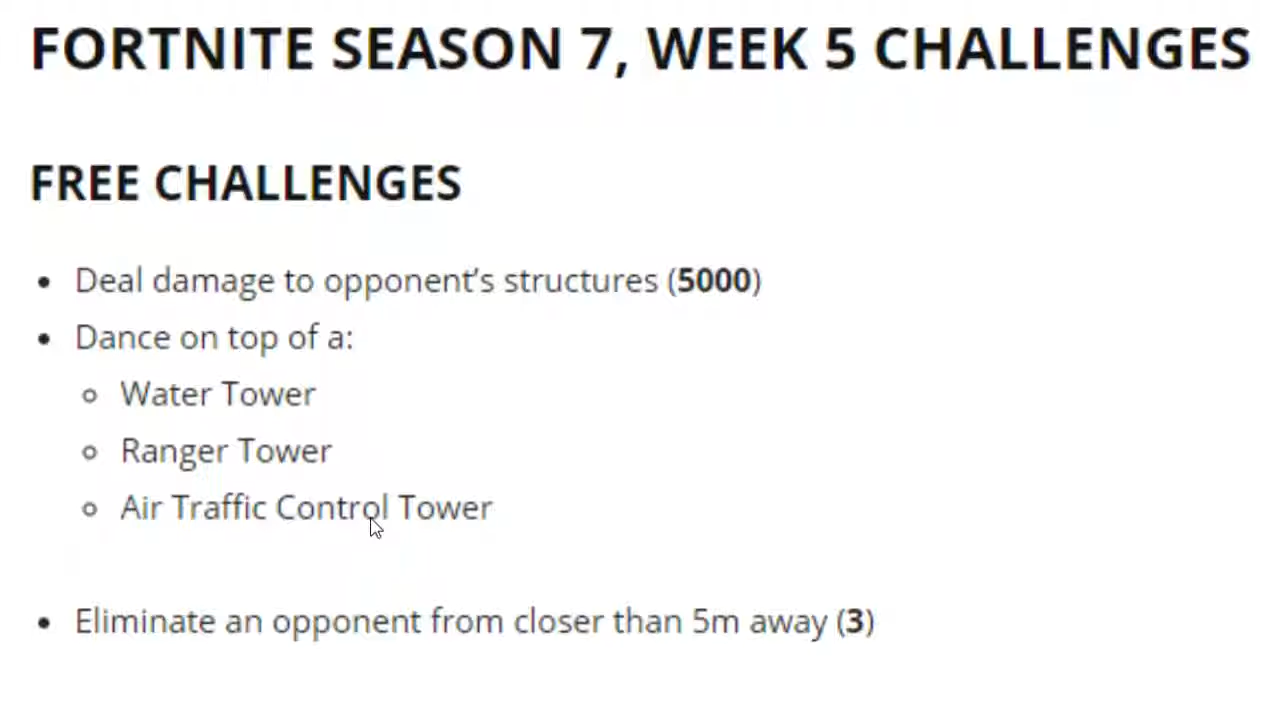 FORTNITE SEASON 7, WEEK 5 CHALLENGES
FREE CHALLENGES
• Deal damage to opponent’s structures (5000)
• Dance on top of a:
○ Water Tower
○ Ranger Tower
○ Air Traffic Control Tower
• Eliminate an opponent from closer than 5m away (3)